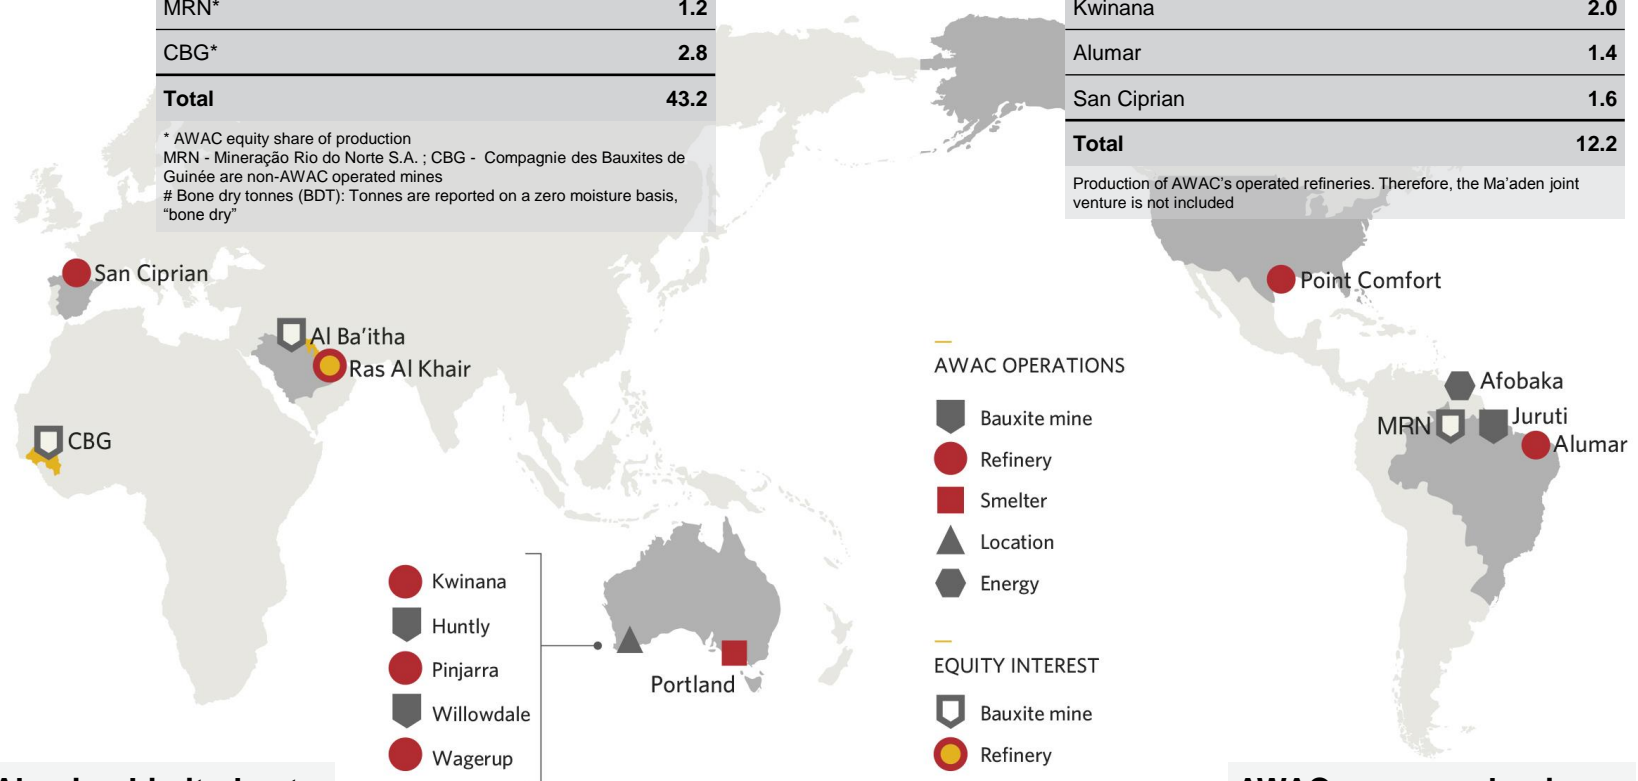 MRN* 1.2
CBG* 2.8
Total 43.2
* AWAC equity share of production
MRN - Mineração Rio do Norte S.A. ; CBG - Compagnie des Bauxites de
Guinée are non-AWAC operated mines
# Bone dry tonnes (BDT): Tonnes are reported on a zero moisture basis,
“bone dry”
Kwinana 2.0
Alumar 1.4
San Ciprian 1.6
Total 12.2
Production of AWAC’s operated refineries. Therefore, the Ma’aden joint
venture is not included
San Ciprian
Al Ba’itha
Ras Al Khair
CBG
Kwinana
Huntly
Pinjarra
Willowdale
Wagerup
Portland
AWAC OPERATIONS
Bauxite mine
Refinery
Smelter
Location
Energy
EQUITY INTEREST
Bauxite mine
Refinery
Point Comfort
Afobaka
MRN
Juruti
Alumar